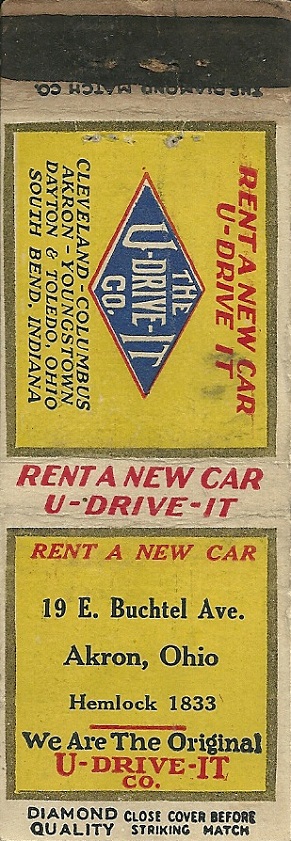 THE DIAMOND MATCH CO.
RENT A NEW CAR
U-DRIVE IT
THE
U-DRIVE-IT
CO.
CLEVELAND - COLUMBUS
AKRON - YOUNGSTOWN
DAYTON & TOLEDO, OHIO
SOUTH BEND, INDIANA
RENT A NEW CAR
U-DRIVE-IT
RENT A NEW CAR
19 E. Buchtel Ave.
Akron, Ohio
Hemlock 1833
We Are The Original
U-DRIVE-IT
CO.
DIAMOND QUALITY
CLOSE COVER BEFORE
STRIKING MATCH